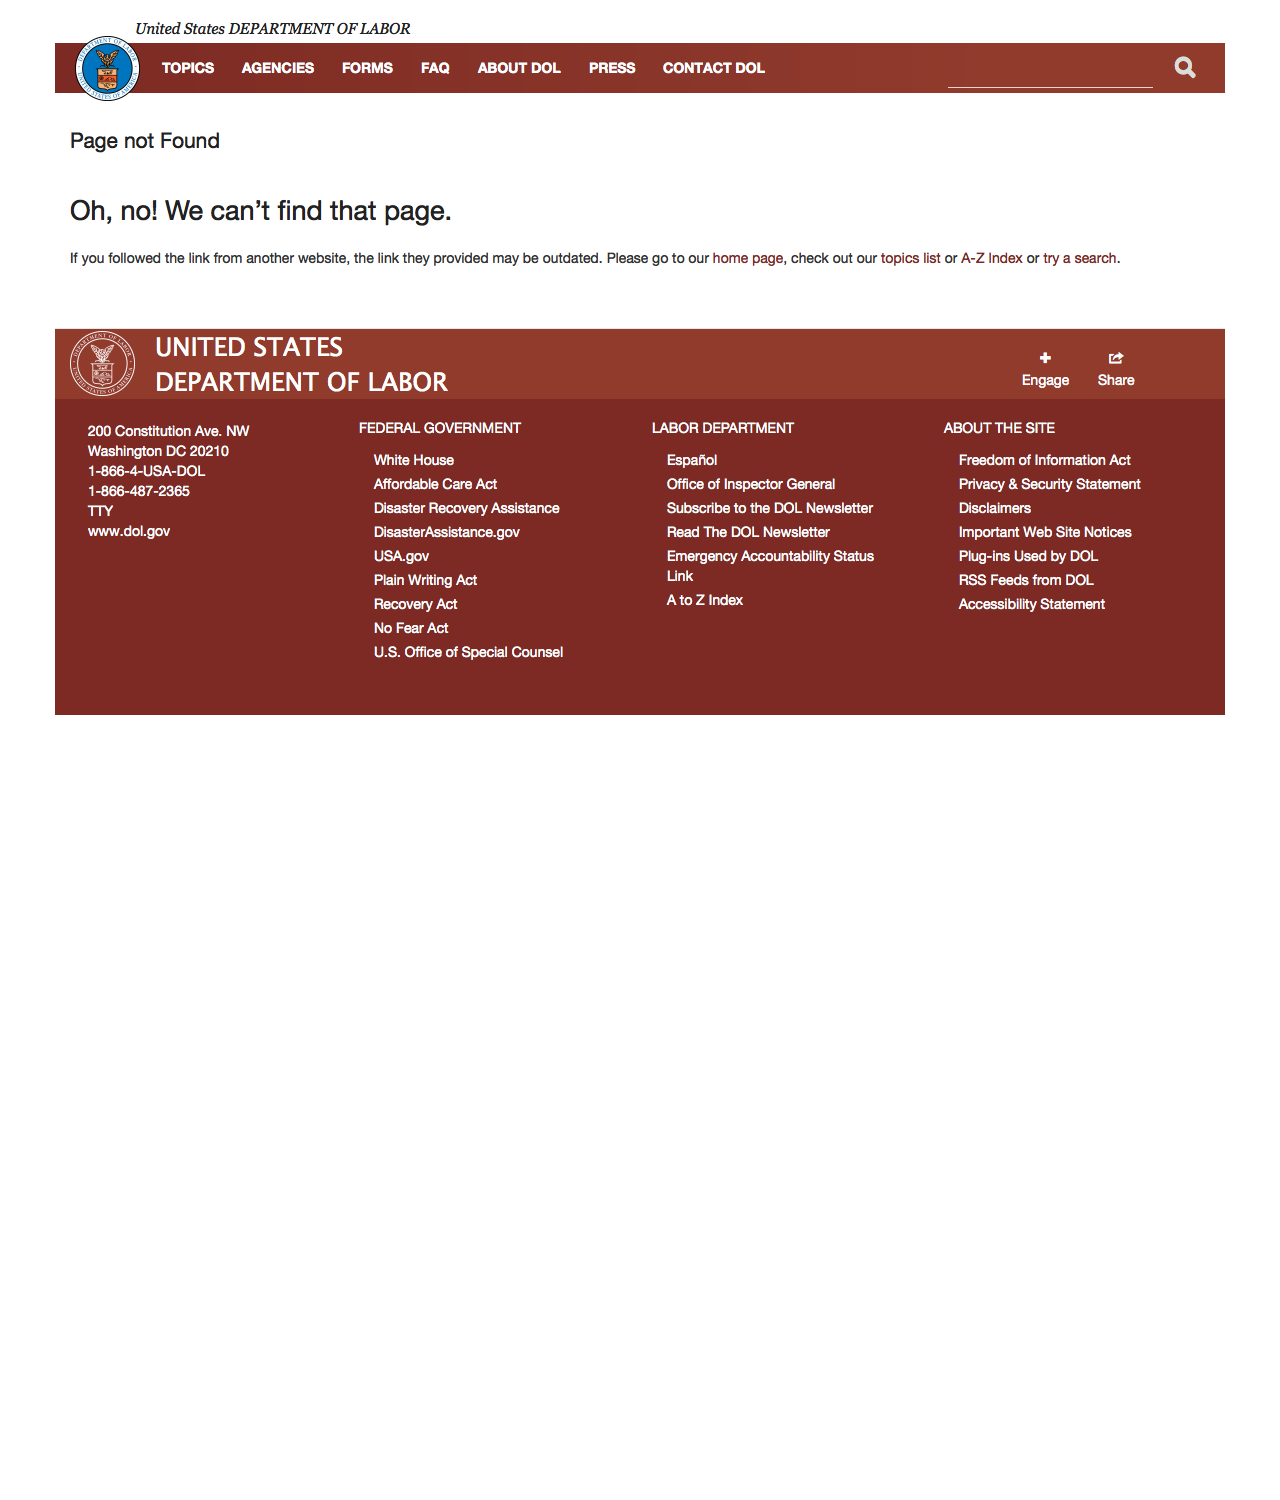 United States DEPARTMENT OF LABOR
TOPICS AGENCIES FORMS FAQ ABOUT DOL PRESS CONTACT DOL
Page not Found
Oh, no! We can’t find that page.
If you followed the link from another website, the link they provided may be outdated. Please go to our home page, check out our topics list or A-Z Index or try a search.
UNITED STATES
DEPARTMENT OF LABOR
Engage Share
200 Constitution Ave. NW
Washington DC 20210
1-866-4-USA-DOL
1-866-487-2365
TTY
www.dol.gov
FEDERAL GOVERNMENT
White House
Affordable Care Act
Disaster Recovery Assistance
DisasterAssistance.gov
USA.gov
Plain Writing Act
Recovery Act
No Fear Act
U.S. Office of Special Counsel
LABOR DEPARTMENT
Español
Office of Inspector General
Subscribe to the DOL Newsletter
Read The DOL Newsletter
Emergency Accountability Status
Link
A to Z Index
ABOUT THE SITE
Freedom of Information Act
Privacy & Security Statement
Disclaimers
Important Web Site Notices
Plug-ins Used by DOL
RSS Feeds from DOL
Accessibility Statement